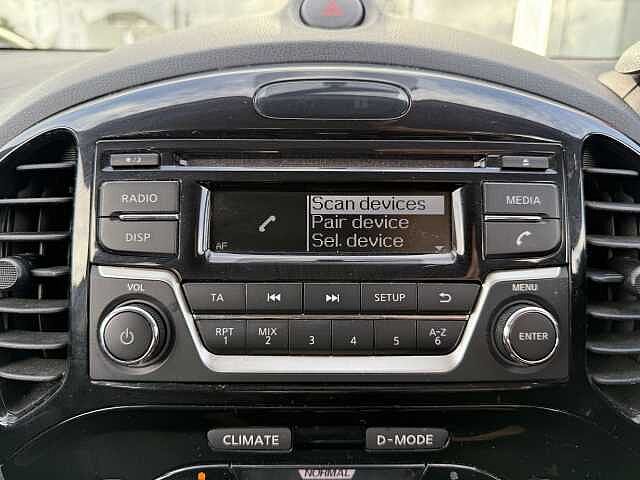 RADIO
DISP
AF
Scan devices
Pair device
Sel. device
MEDIA
VOL
TA
SETUP
MENU
RPT
1
MIX
2
3
4
5
A-Z
6
ENTER
CLIMATE
D-MODE
NORMAL